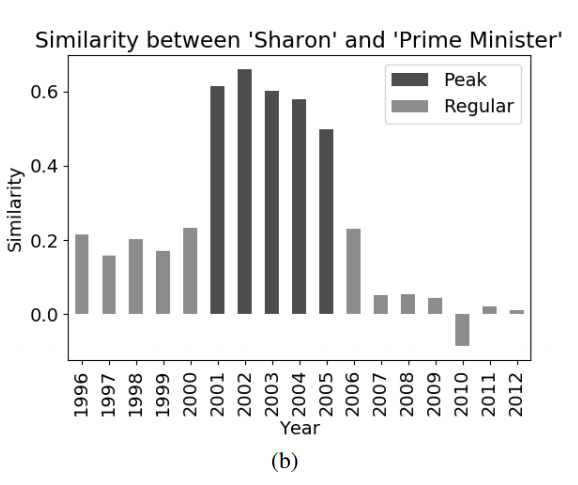 Similarity between 'Sharon' and 'Prime Minister'
Peak
Regular
Similarity
0.6
0.4
0.2
0.0
1996 1997 1998 1999 2000 2001 2002 2003 2004 2005 2006 2007 2008 2009 2010 2011 2012
Year
(b)